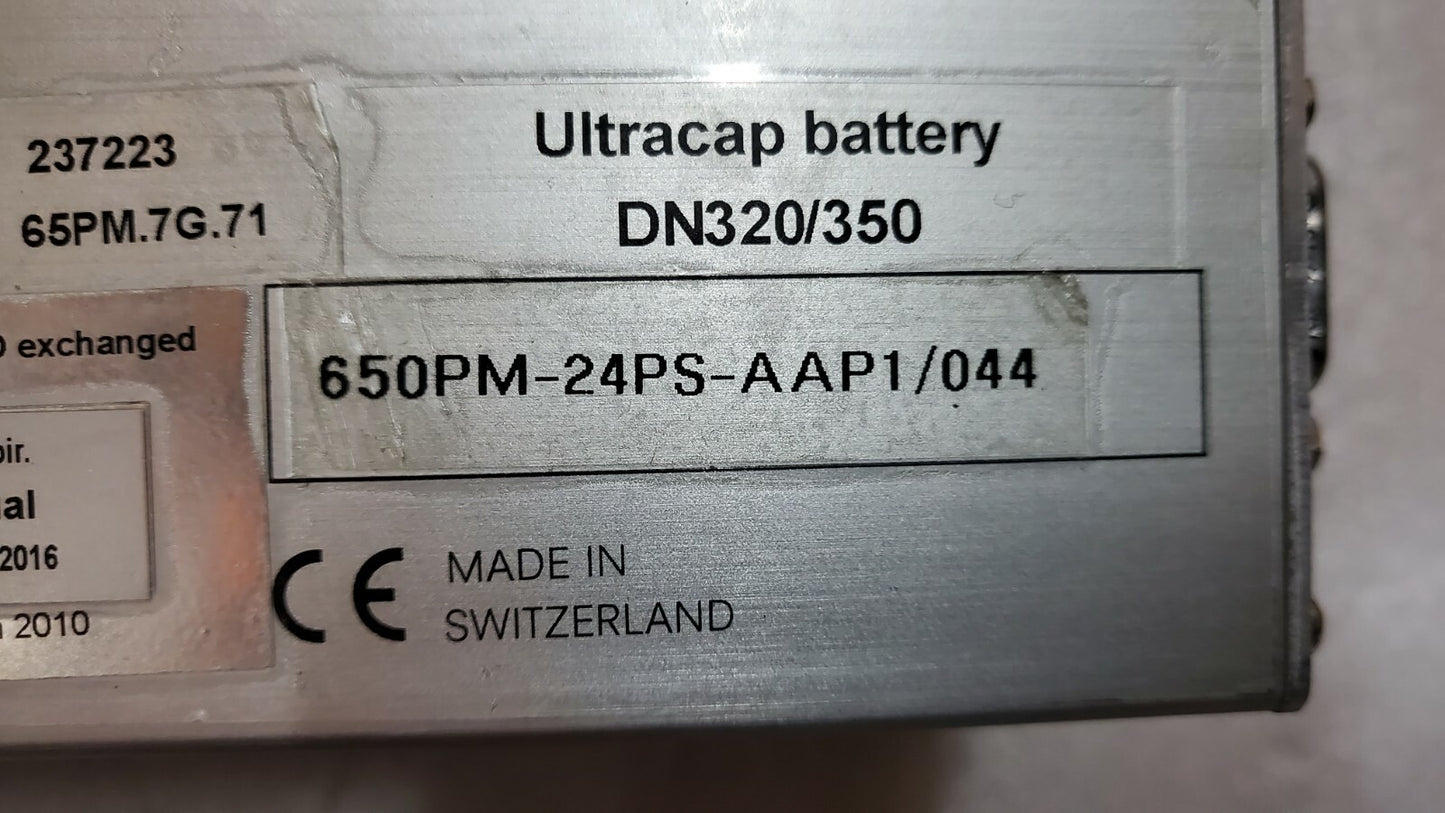 237223
65PM.7G.71
Ultracap battery
DN320/350
exchanged
650PM-24PS-AAP1/044
2016
2010
CE
MADE IN
SWITZERLAND